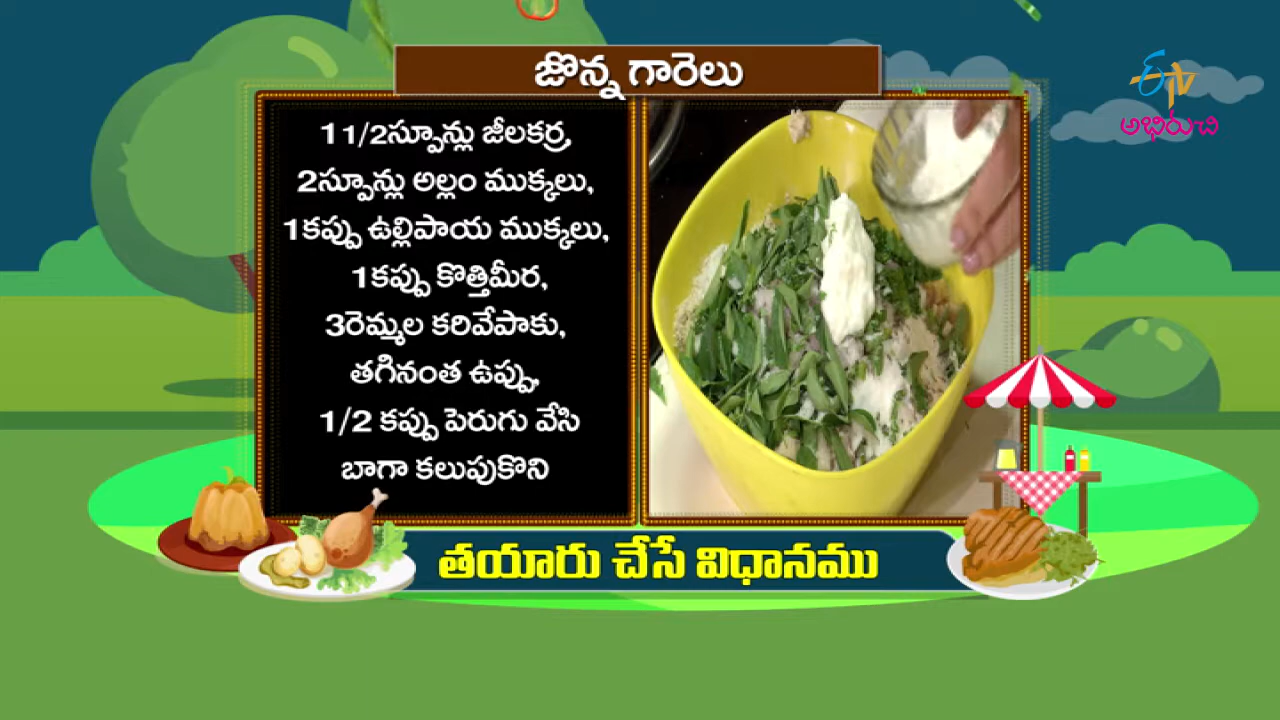 జొన్న గారెలు
ETV
అభిరుచి
1 1/2స్పూన్లు జీలకర్ర,
2స్పూన్లు అల్లం ముక్కలు,
1కప్పు ఉల్లిపాయ ముక్కలు,
1కప్పు కొత్తిమీర,
3రెమ్మల కరివేపాకు,
తగినంత ఉప్పు,
1/2 కప్పు పెరుగు వేసి
బాగా కలుపుకొని
తయారు చేసే విధానము